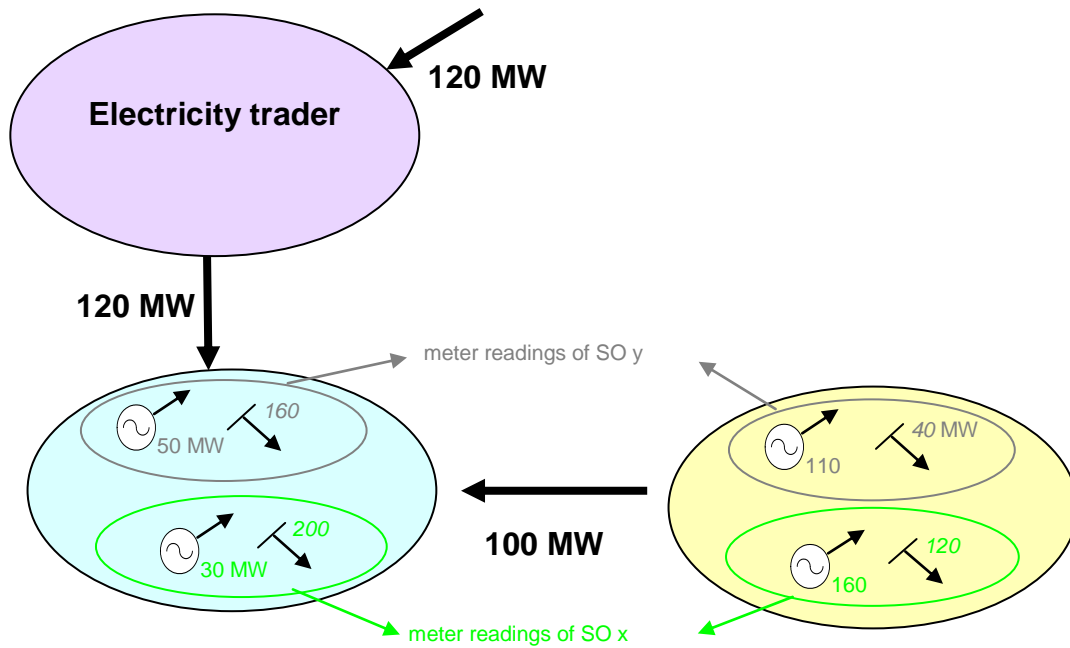 120 MW
Electricity trader
120 MW
meter readings of SO y
160
50 MW
40 MW
110
100 MW
200
30 MW
120
160
meter readings of SO x